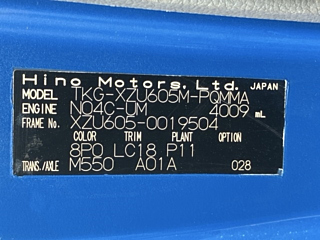 Hino Motors, Ltd. JAPAN
MODEL TKG-XZU605M-PQMMA
ENGINE N04C-UM 4009 mL
FRAME No. XZU605-0019504
COLOR TRIM PLANT OPTION
8P0 LC18 P11
TRANS./AXLE M550 A01A 028